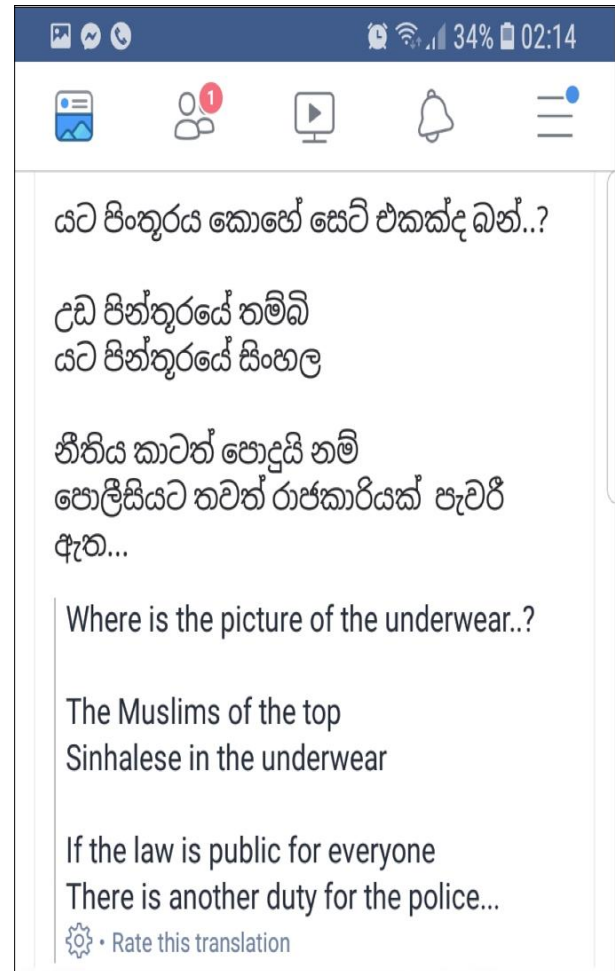 34% 02:14
1
යට පිංතූරය කොහේ සෙට් එකක්ද බන්..?
උඩ පින්තූරයේ තම්බි
යට පින්තූරයේ සිංහල
නීතිය කාටත් පොදුයි නම්
පොලීසියට තවත් රාජකාරියක් පැවරී
ඇත...
Where is the picture of the underwear..?
The Muslims of the top
Sinhalese in the underwear
If the law is public for everyone
There is another duty for the police...
• Rate this translation